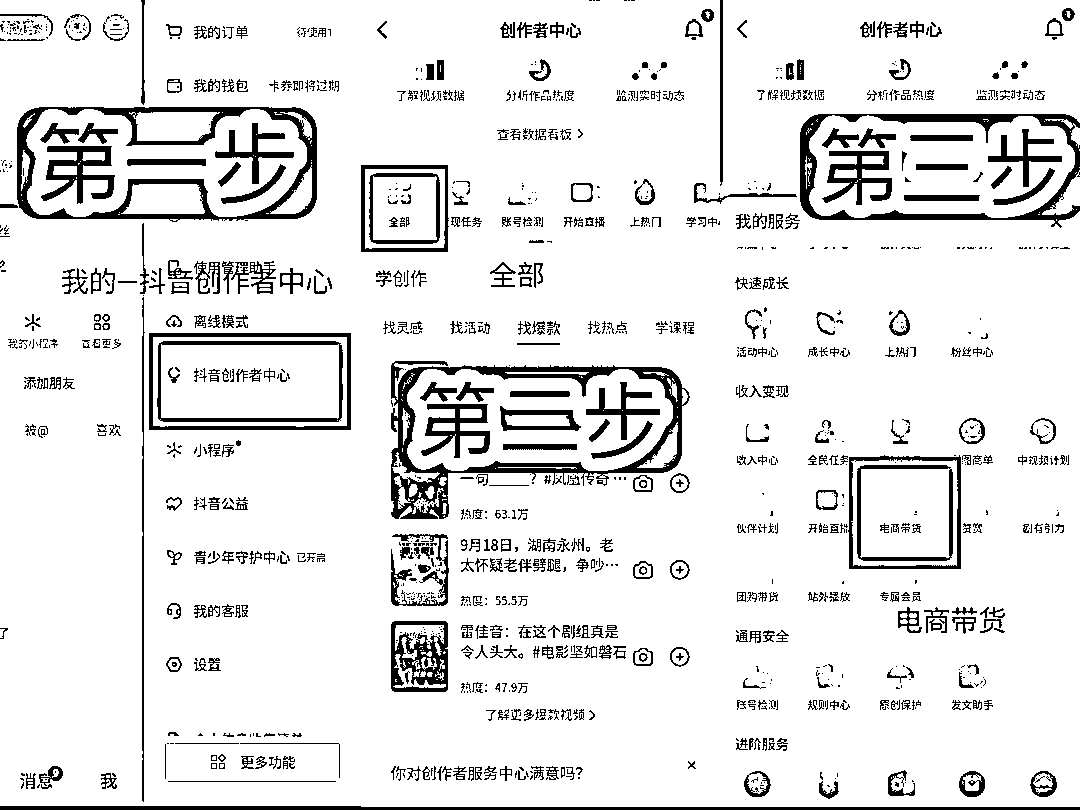 我的订单 待使用1
我的钱包 卡券即将过期
第一步
使用管理助手
我的—抖音创作者中心
离线模式
我的小程序 查看更多
抖音创作者中心
添加朋友
被@ 喜欢
小程序
抖音公益
青少年守护中心 已开启
我的客服
设置
更多功能
消息 我
创作者中心
了解视频数据 分析作品热度 监测实时动态
查看数据看板
全部 现任务 账号检测 开始直播 上热门 学习中
学创作 全部
找灵感 找活动 找爆款 找热点 学课程
第二步
一句____？#凤凰传奇…
热度：63.1万
9月18日，湖南永州。老
太怀疑老伴劈腿，争吵…
热度：55.5万
雷佳音：在这个剧组真是
令人头大。#电影坚如磐石
热度：47.9万
了解更多爆款视频
你对创作者服务中心满意吗？
创作者中心
了解视频数据 分析作品热度 监测实时动态
第三步
我的服务
快速成长
活动中心 成长中心 上热门 粉丝中心
收入变现
收入中心 全民任务 图商单 中视频计划
伙伴计划 开始直播 电商带货 赞赏 剧有引力
团购带货 站外播放 专属会员
电商带货
通用安全
账号检测 规则中心 原创保护 发文助手
进阶服务